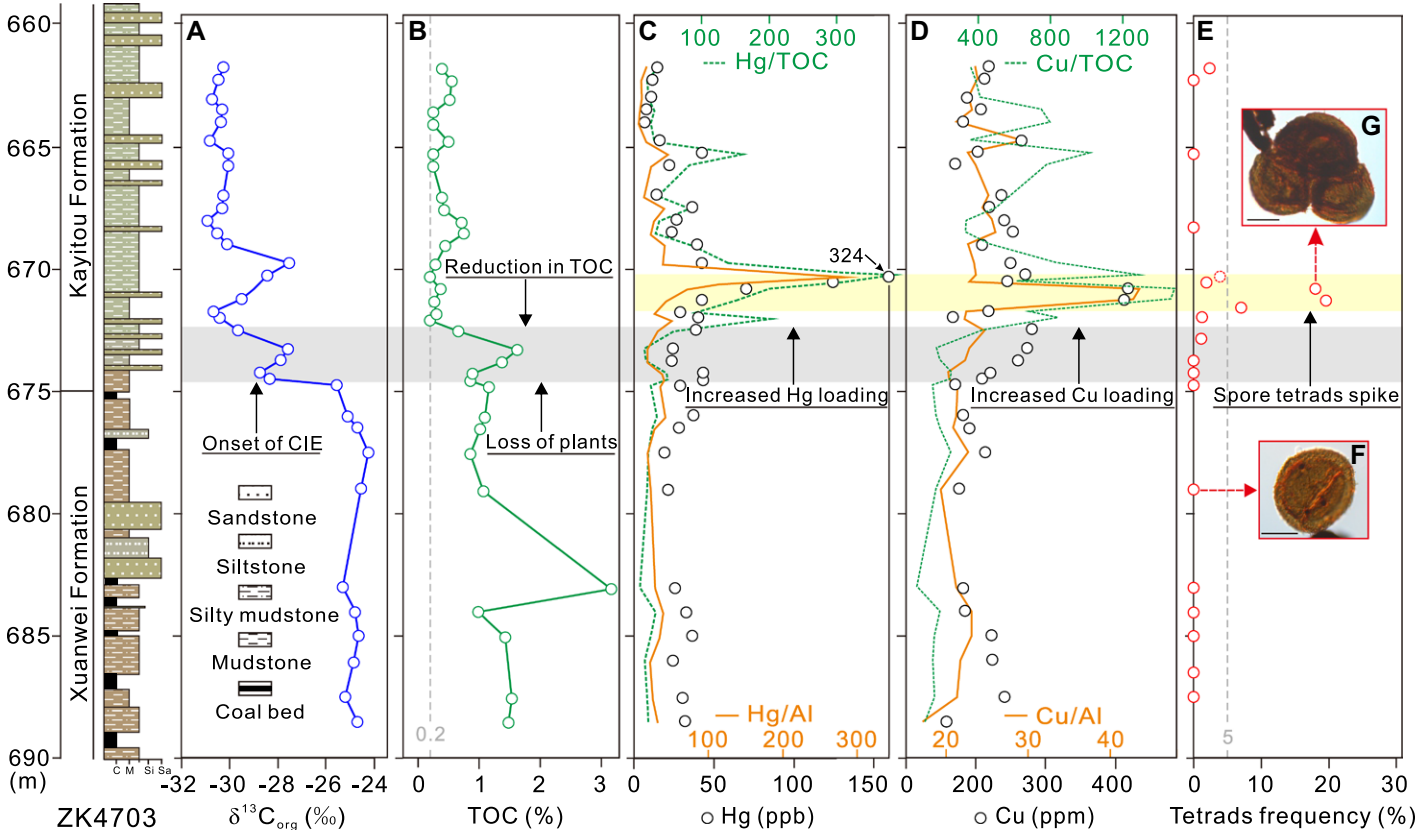 660
665
670
675
680
685
690
(m)
Kayitou Formation
Xuanwei Formation
C M Si Sa
ZK4703
A
Onset of CIE
Sandstone
Siltstone
Silty mudstone
Mudstone
Coal bed
-32 -30 -28 -26 -24
δ¹³Corg (‰)
B
Reduction in TOC
Loss of plants
0.2
0 1 2 3
TOC (%)
C
100 200 300
Hg/TOC
324
Increased Hg loading
Hg/Al
100 200 300
0 50 100 150
Hg (ppb)
D
400 800 1200
Cu/TOC
Increased Cu loading
Cu/Al
20 30 40
0 200 300 400
Cu (ppm)
E
G
Spore tetrads spike
F
5
0 10 20 30
Tetrads frequency (%)